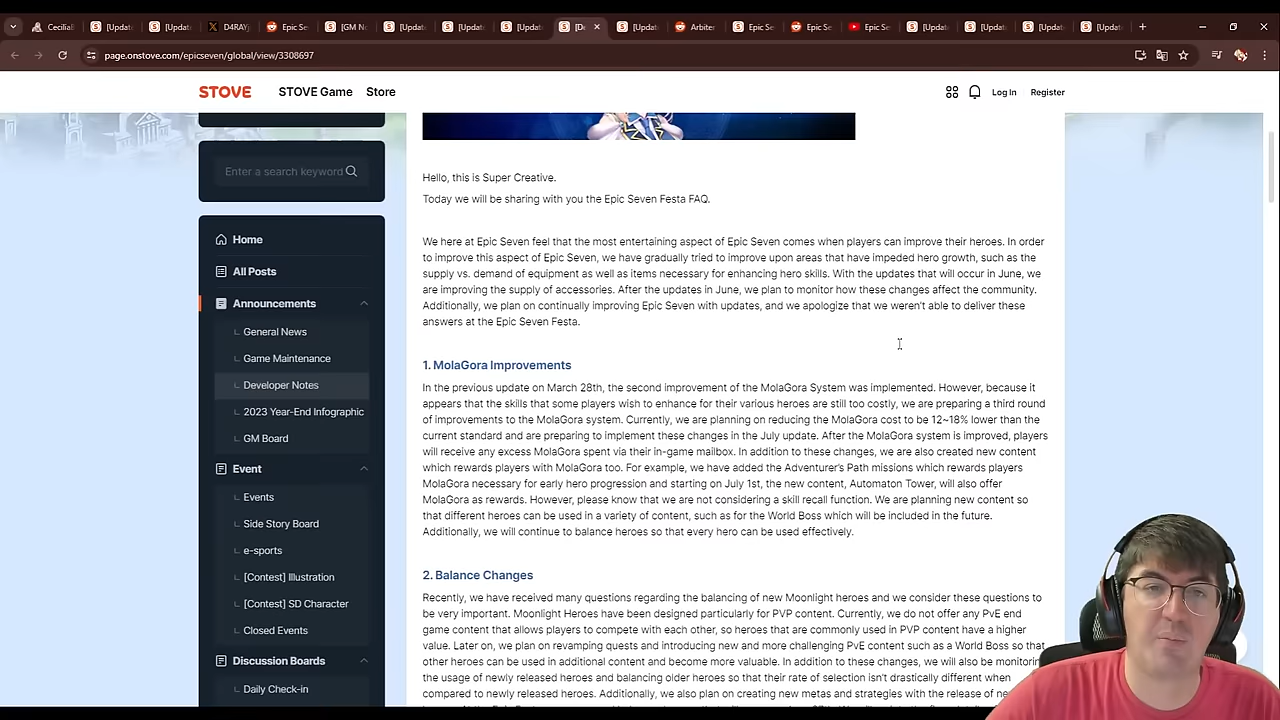 Cecilia
[Updat
[Update
D4RAY
Epic Se
[GM N
[Update
[Update
[Update
[De
[Update
Arbiter
Epic Se
Epic Se
Epic Se
[Update
[Update
[Update
[Update
page.onstove.com/epicseven/global/view/3308697
STOVE
STOVE Game
Store
Log In
Register
Enter a search keyword
Home
All Posts
Announcements
General News
Game Maintenance
Developer Notes
2023 Year-End Infographic
GM Board
Event
Events
Side Story Board
e-sports
[Contest] Illustration
[Contest] SD Character
Closed Events
Discussion Boards
Daily Check-in
Hello, this is Super Creative.
Today we will be sharing with you the Epic Seven Festa FAQ.
We here at Epic Seven feel that the most entertaining aspect of Epic Seven comes when players can improve their heroes. In order
to improve this aspect of Epic Seven, we have gradually tried to improve upon areas that have impeded hero growth, such as the
supply vs. demand of equipment as well as items necessary for enhancing hero skills. With the updates that will occur in June, we
are improving the supply of accessories. After the updates in June, we plan to monitor how these changes affect the community.
Additionally, we plan on continually improving Epic Seven with updates, and we apologize that we weren't able to deliver these
answers at the Epic Seven Festa.
1. MolaGora Improvements
In the previous update on March 28th, the second improvement of the MolaGora System was implemented. However, because it
appears that the skills that some players wish to enhance for their various heroes are still too costly, we are preparing a third round
of improvements to the MolaGora system. Currently, we are planning on reducing the MolaGora cost to be 12~18% lower than the
current standard and are preparing to implement these changes in the July update. After the MolaGora system is improved, players
will receive any excess MolaGora spent via their in-game mailbox. In addition to these changes, we are also created new content
which rewards players with MolaGora too. For example, we have added the Adventurer's Path missions which rewards players
MolaGora necessary for early hero progression and starting on July 1st, the new content, Automaton Tower, will also offer
MolaGora as rewards. However, please know that we are not considering a skill recall function. We are planning new content so
that different heroes can be used in a variety of content, such as for the World Boss which will be included in the future.
Additionally, we will continue to balance heroes so that every hero can be used effectively.
2. Balance Changes
Recently, we have received many questions regarding the balancing of new Moonlight heroes and we consider these questions to
be very important. Moonlight Heroes have been designed particularly for PVP content. Currently, we do not offer any PvE end
game content that allows players to compete with each other, so heroes that are commonly used in PVP content have a higher
value. Later on, we plan on revamping quests and introducing new and more challenging PvE content such as a World Boss so that
other heroes can be used in additional content and become more valuable. In addition to these changes, we will also be monitorin
the usage of newly released heroes and balancing older heroes so that their rate of selection isn't drastically different when
compared to newly released heroes. Additionally, we also plan on creating new metas and strategies with the release of ne